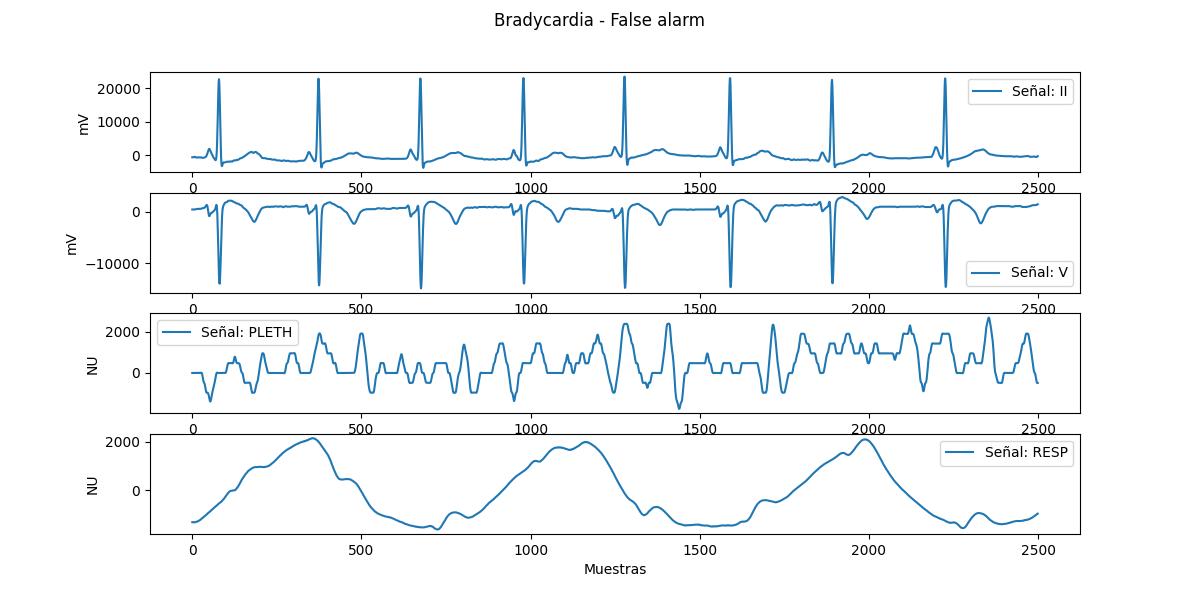 Bradycardia - False alarm
20000
10000
0
mV
Señal: II
0 500 1000 1500 2000 2500
0
−10000
mV
Señal: V
0 500 1000 1500 2000 2500
2000
0
NU
Señal: PLETH
0 500 1000 1500 2000 2500
2000
0
NU
Señal: RESP
0 500 1000 1500 2000 2500
Muestras